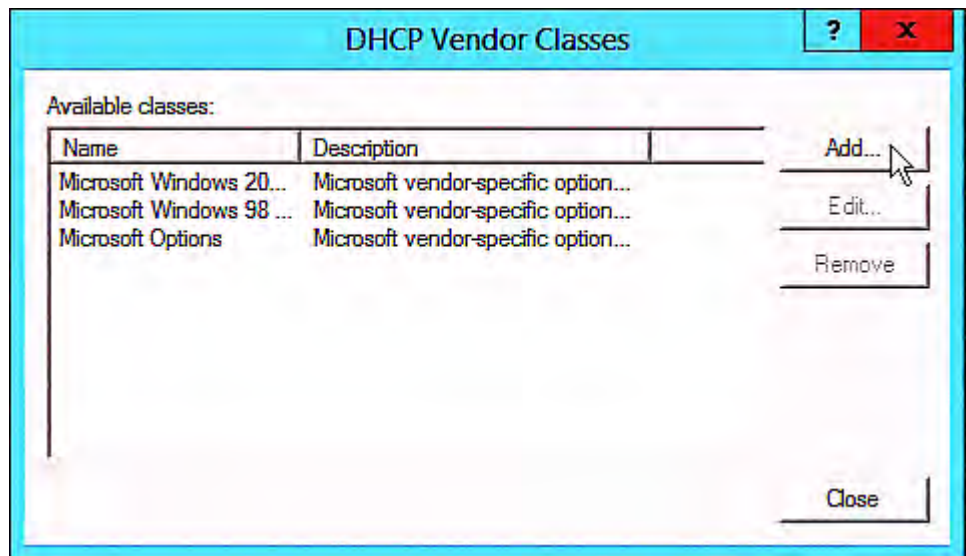 DHCP Vendor Classes
? x
Available classes:
Name Description
Add...
Microsoft Windows 20... Microsoft vendor-specific option...
Microsoft Windows 98 ... Microsoft vendor-specific option...
Edit...
Microsoft Options Microsoft vendor-specific option...
Remove
Close